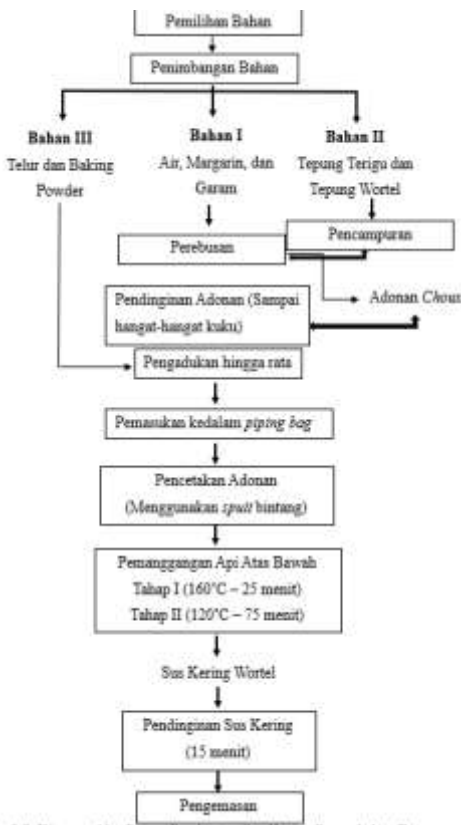 Pemilihan Bahan
Penimbangan Bahan
Bahan III
Telur dan Baking
Powder
Bahan I
Air, Margarin, dan
Garam
Bahan II
Tepung Terigu dan
Tepung Wortel
Perebusan
Pencampuran
Adonan Chous
Pendinginan Adonan (Sampai
hangat-hangat kuku)
Pengadukan hingga rata
Pemasukan kedalam piping bag
Pencetakan Adonan
(Menggunakan spuit bintang)
Pemanggangan Api Atas Bawah
Tahap I (160°C – 25 menit)
Tahap II (120°C – 75 menit)
Sus Kering Wortel
Pendinginan Sus Kering
(15 menit)
Pengemasan